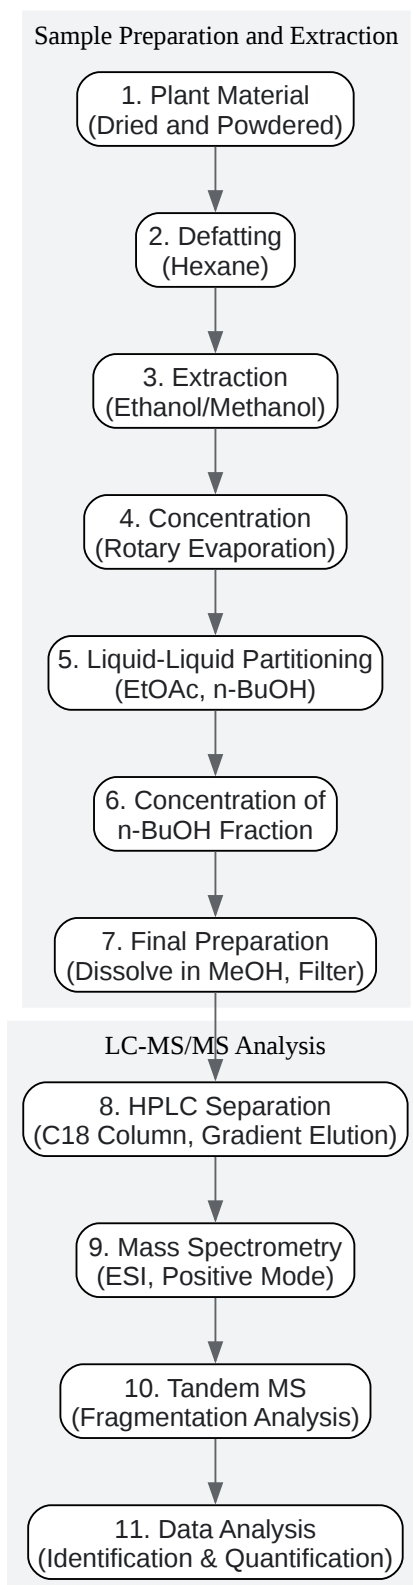 Sample Preparation and Extraction
1. Plant Material
(Dried and Powdered)
2. Defatting
(Hexane)
3. Extraction
(Ethanol/Methanol)
4. Concentration
(Rotary Evaporation)
5. Liquid-Liquid Partitioning
(EtOAc, n-BuOH)
6. Concentration of
n-BuOH Fraction
7. Final Preparation
(Dissolve in MeOH, Filter)
LC-MS/MS Analysis
8. HPLC Separation
(C18 Column, Gradient Elution)
9. Mass Spectrometry
(ESI, Positive Mode)
10. Tandem MS
(Fragmentation Analysis)
11. Data Analysis
(Identification & Quantification)